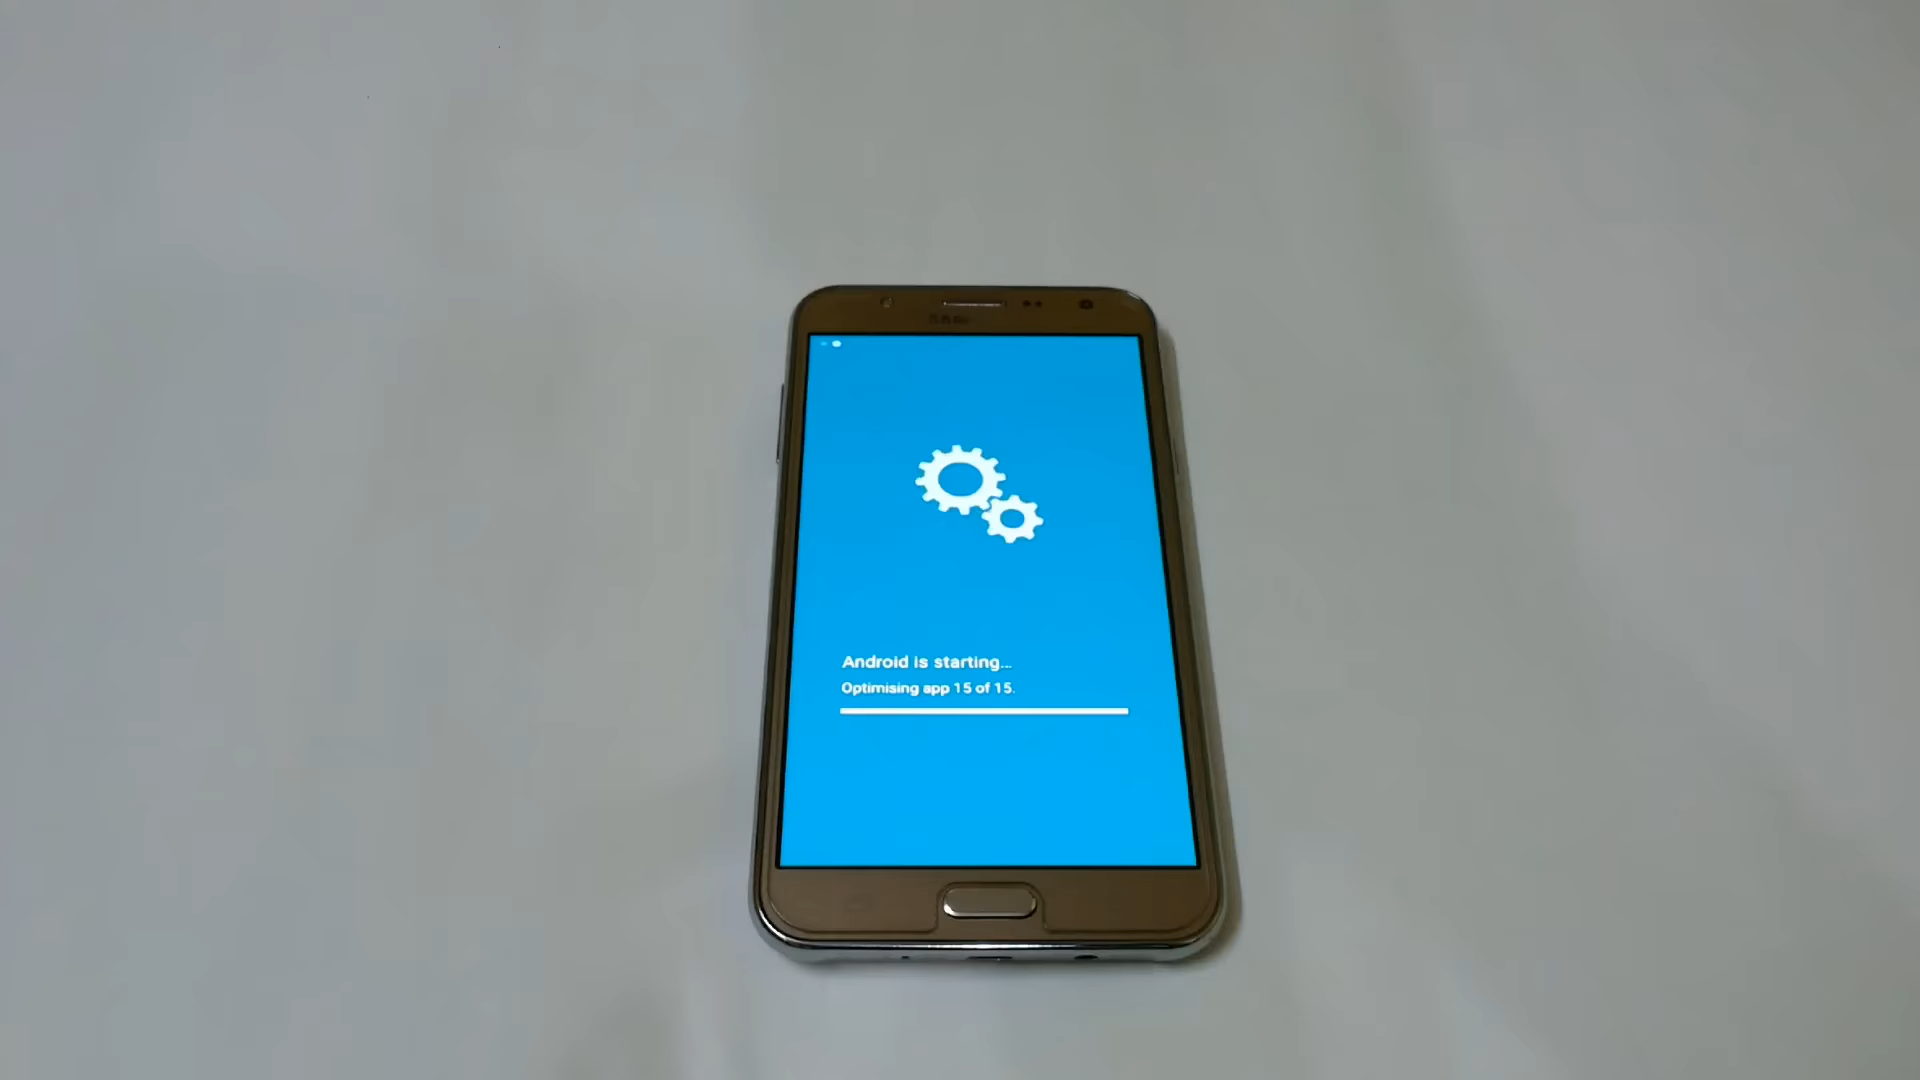 Android is starting...
Optimising app 15 of 15.